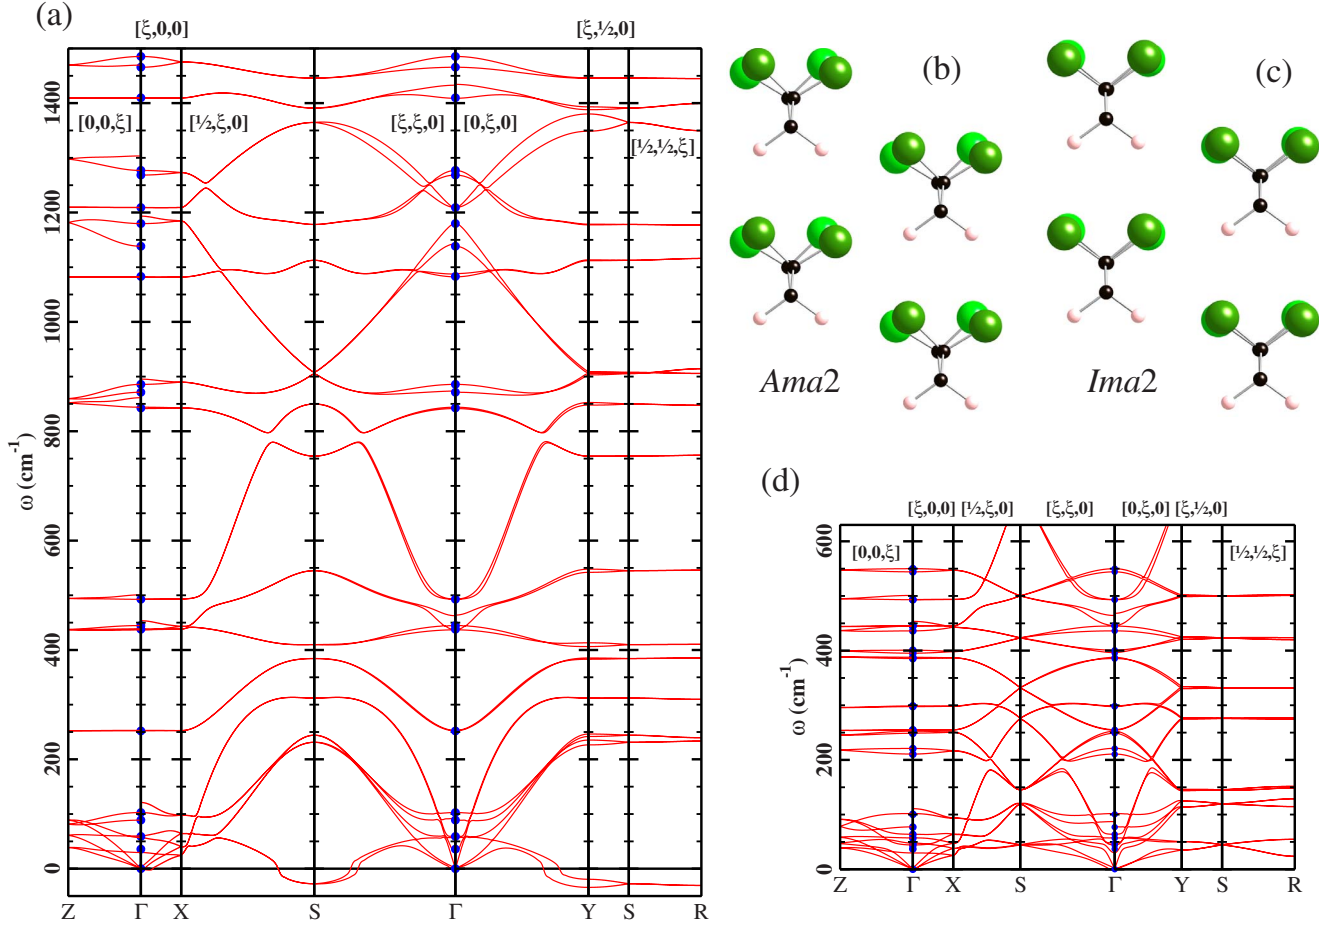 (a)
[ξ,0,0]
[ξ,½,0]
[0,0,ξ]
[½,ξ,0]
[ξ,ξ,0]
[0,ξ,0]
[½,½,ξ]
1400
1200
1000
800
600
400
200
0
ω (cm⁻¹)
Z Γ X S Γ Y S R
(b)
Ama2
(c)
Ima2
(d)
[ξ,0,0] [½,ξ,0] [ξ,ξ,0] [0,ξ,0] [ξ,½,0]
[0,0,ξ]
[½,½,ξ]
600
400
200
0
ω (cm⁻¹)
Z Γ X S Γ Y S R